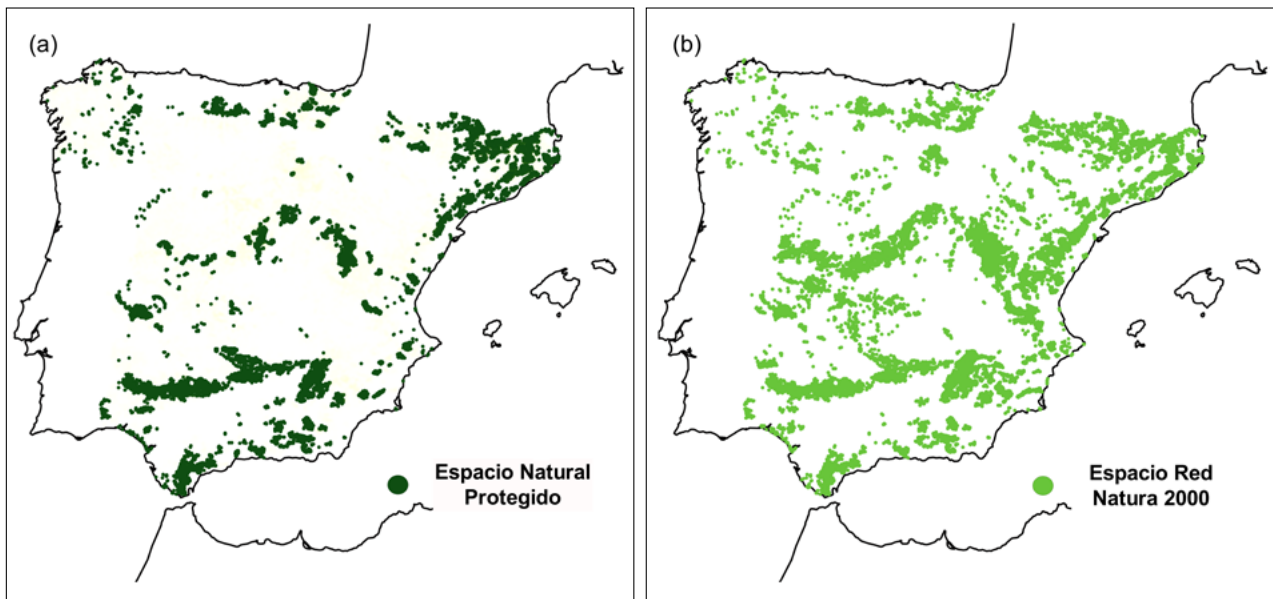 (a)
Espacio Natural
Protegido
(b)
Espacio Red
Natura 2000